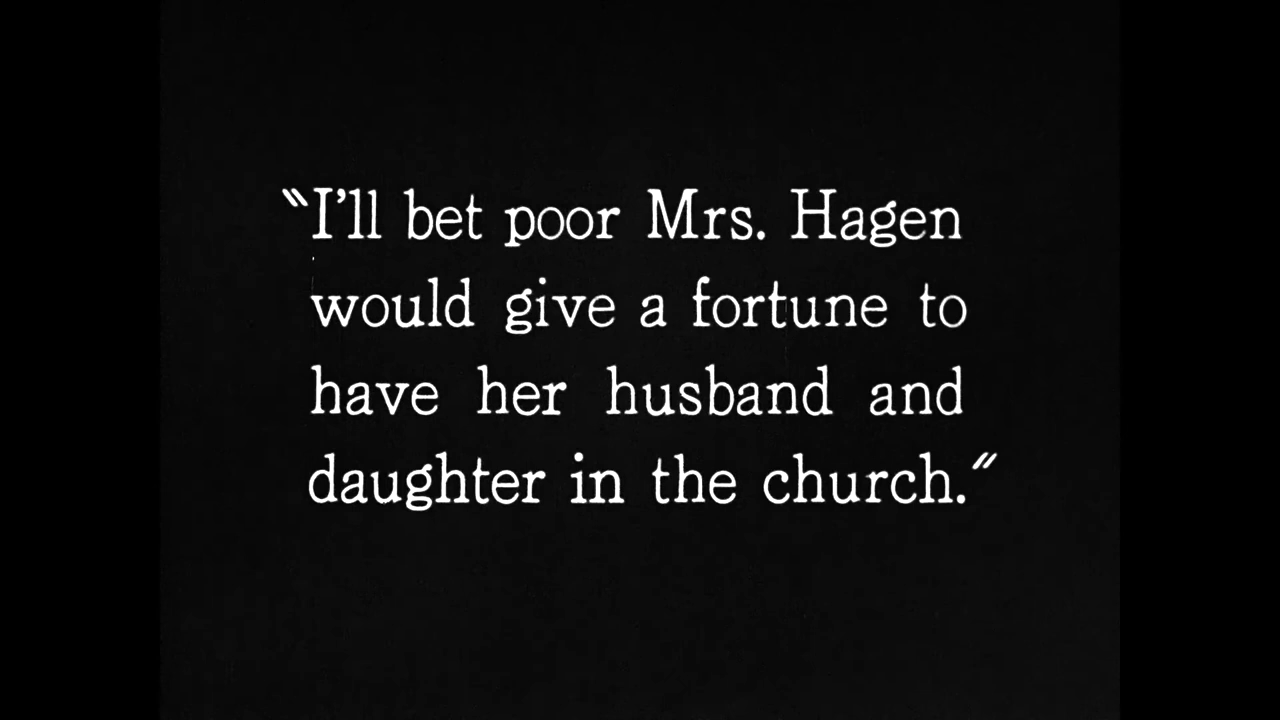 "I'll bet poor Mrs. Hagen
would give a fortune to
have her husband and
daughter in the church."